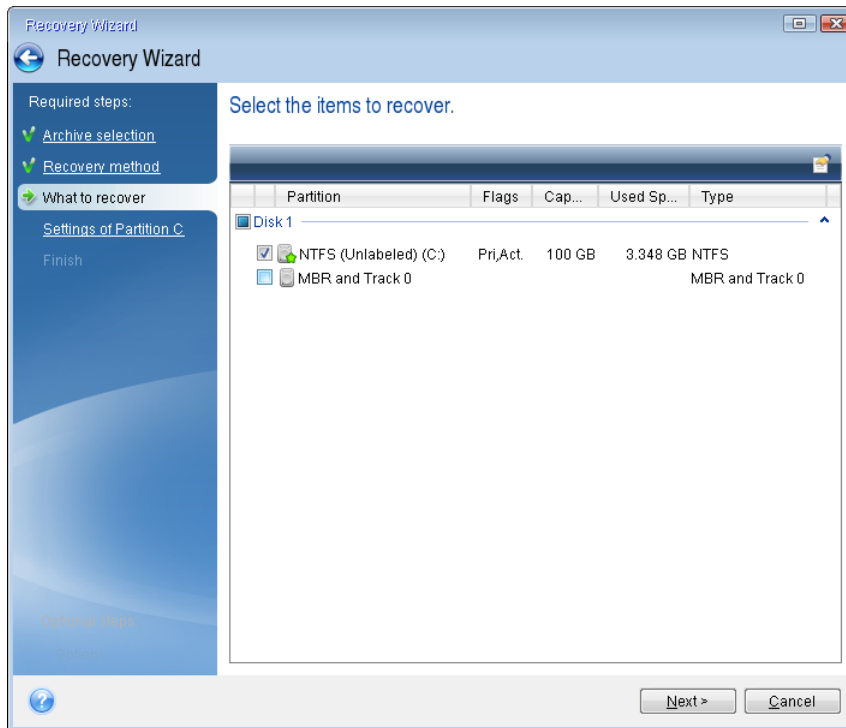 Recovery Wizard
Recovery Wizard
Required steps:
Archive selection
Recovery method
What to recover
Settings of Partition C
Finish
Select the items to recover.
Partition Flags Cap... Used Sp... Type
Disk 1
NTFS (Unlabeled) (C:) Pri,Act. 100 GB 3.348 GB NTFS
MBR and Track 0 MBR and Track 0
steps
Next >
Cancel